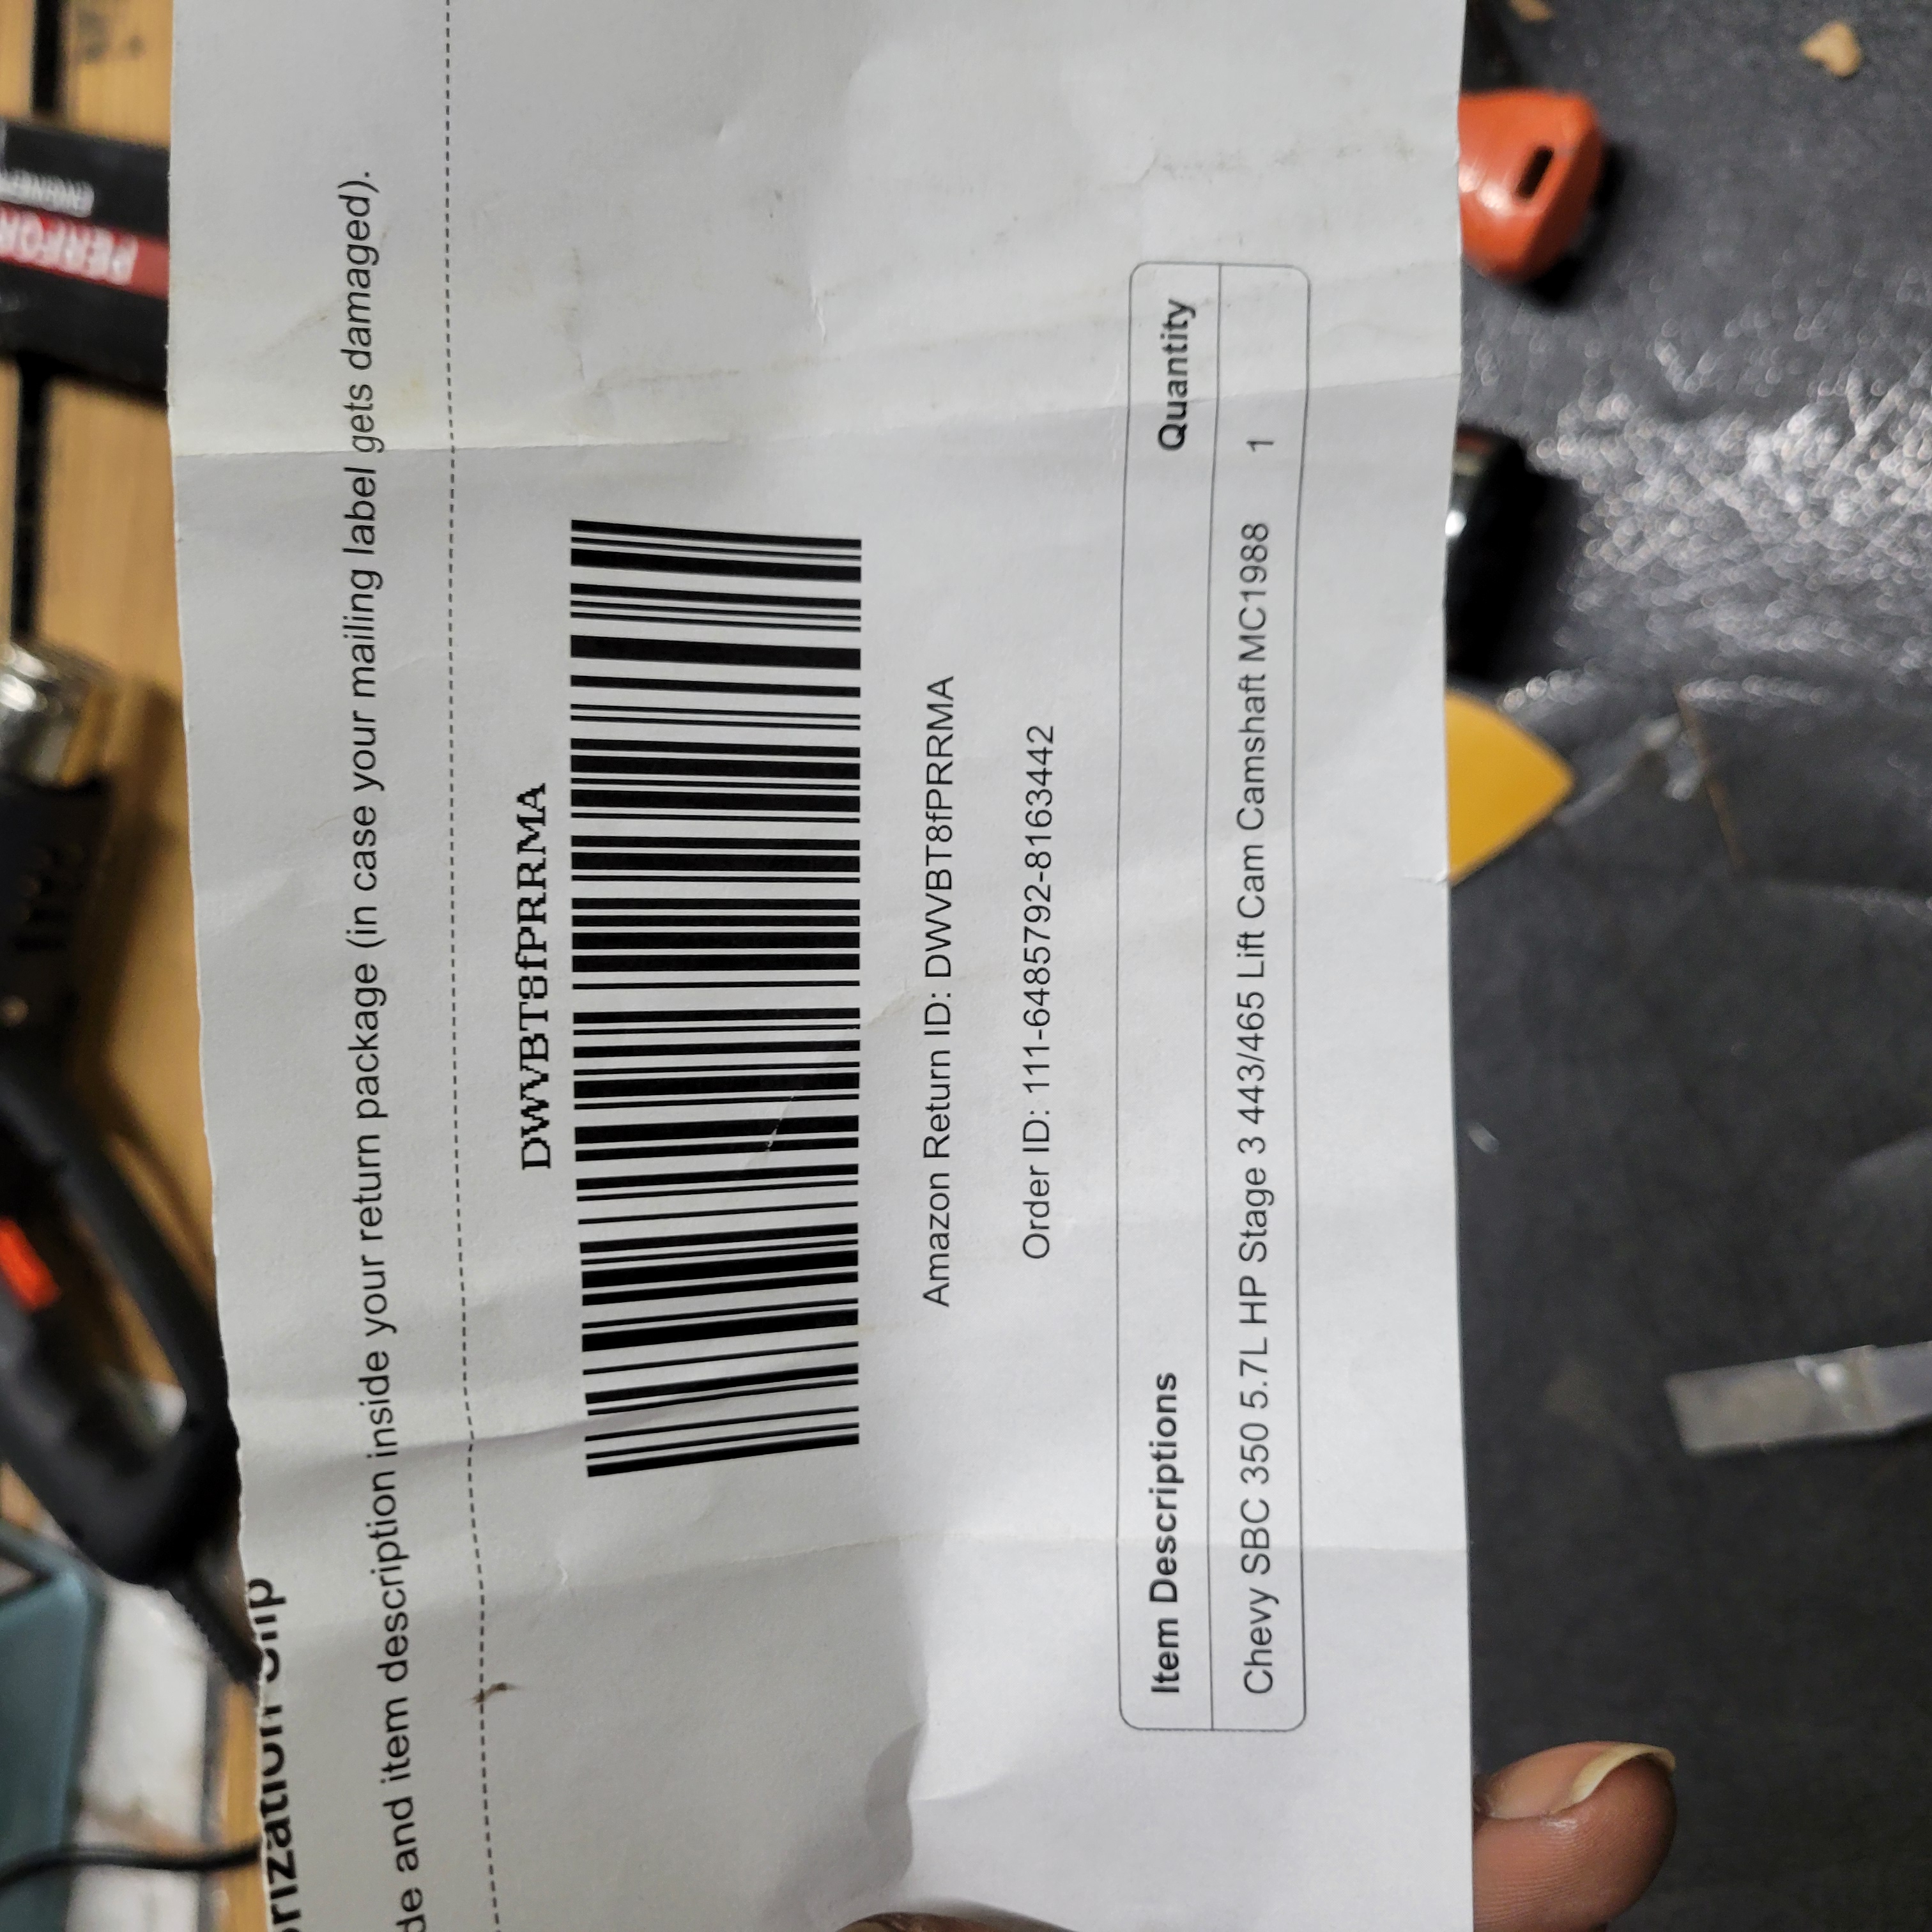 rization Slip
de and item description inside your return package (in case your mailing label gets damaged).
DWVBT8fPRRMA
Amazon Return ID: DWVBT8fPRRMA
Order ID: 111-6485792-8163442
Item Descriptions Quantity
Chevy SBC 350 5.7L HP Stage 3 443/465 Lift Cam Camshaft MC1988 1
PERFOR